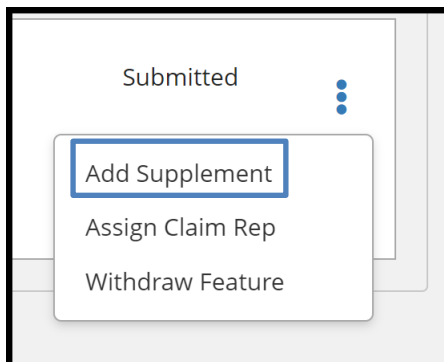 Submitted
Add Supplement
Assign Claim Rep
Withdraw Feature